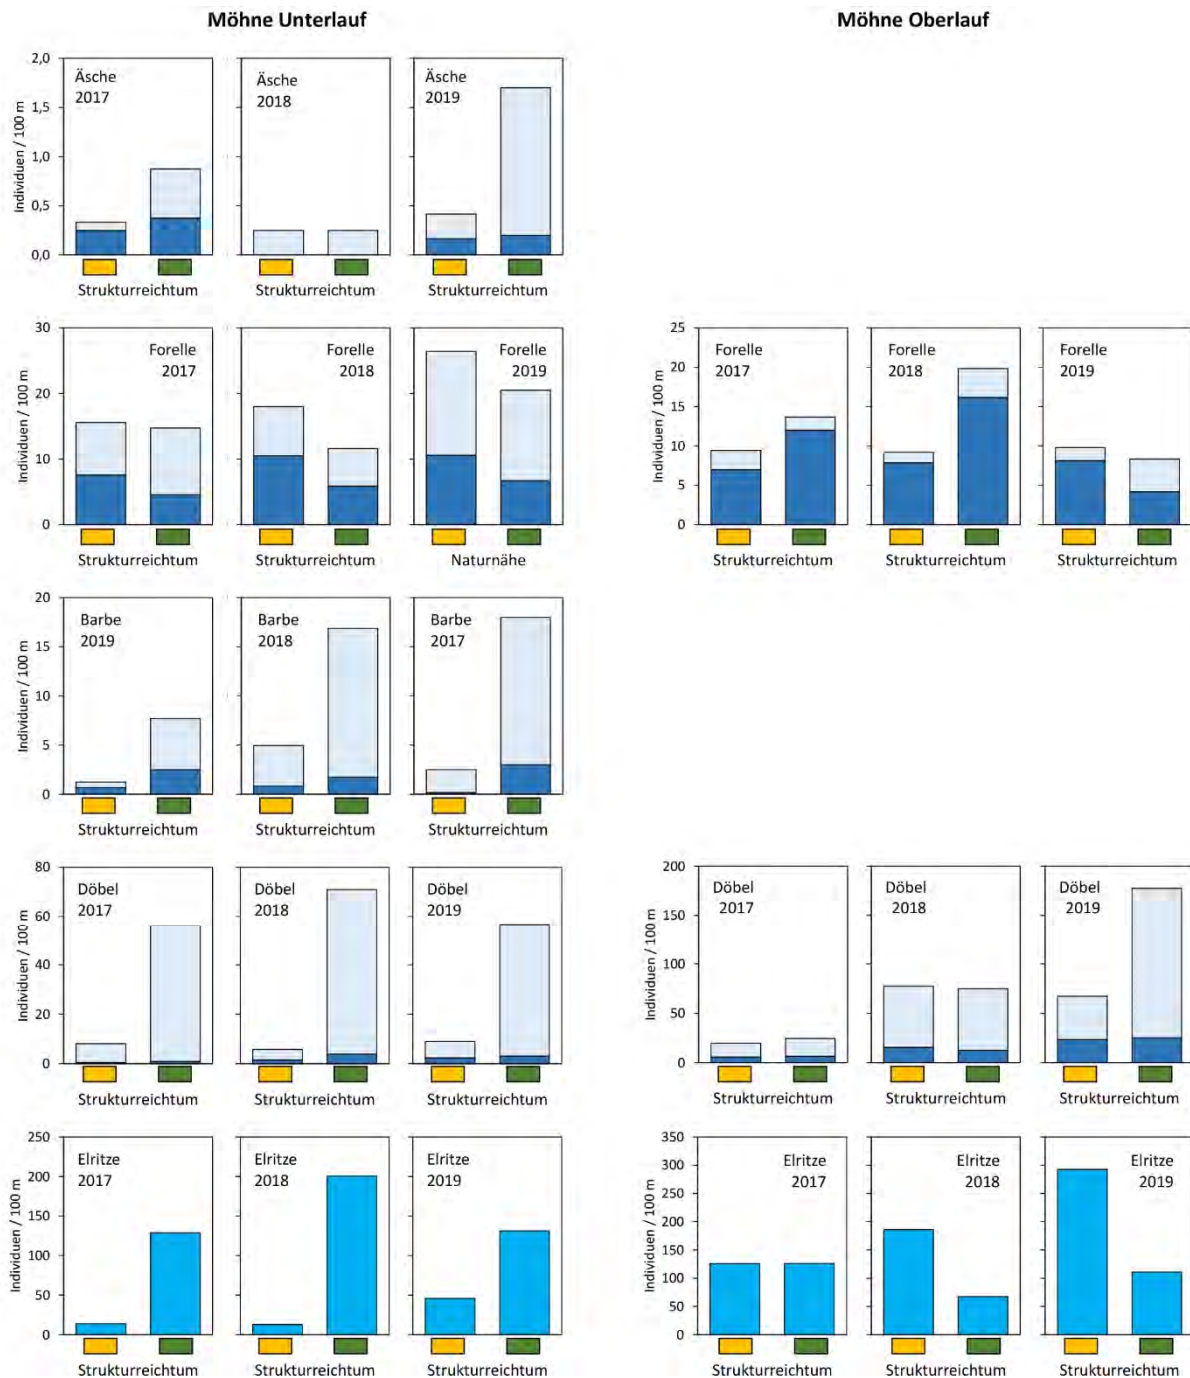 Möhne Unterlauf
Möhne Oberlauf
Individuen / 100 m
2,0
1,5
1,0
0,5
0,0
Äsche
2017
Strukturreichtum
Äsche
2018
Strukturreichtum
Äsche
2019
Strukturreichtum
Individuen / 100 m
30
20
10
0
Forelle
2017
Strukturreichtum
Forelle
2018
Strukturreichtum
Forelle
2019
Naturnähe
Individuen / 100 m
25
20
15
10
5
0
Forelle
2017
Strukturreichtum
Forelle
2018
Strukturreichtum
Forelle
2019
Strukturreichtum
Individuen / 100 m
20
15
10
5
0
Barbe
2019
Strukturreichtum
Barbe
2018
Strukturreichtum
Barbe
2017
Strukturreichtum
Individuen / 100 m
80
60
40
20
0
Döbel
2017
Strukturreichtum
Döbel
2018
Strukturreichtum
Döbel
2019
Strukturreichtum
Individuen / 100 m
200
150
100
50
0
Döbel
2017
Strukturreichtum
Döbel
2018
Strukturreichtum
Döbel
2019
Strukturreichtum
Individuen / 100 m
250
200
150
100
50
0
Elritze
2017
Strukturreichtum
Elritze
2018
Strukturreichtum
Elritze
2019
Strukturreichtum
Individuen / 100 m
350
300
250
200
150
100
50
0
Elritze
2017
Strukturreichtum
Elritze
2018
Strukturreichtum
Elritze
2019
Strukturreichtum